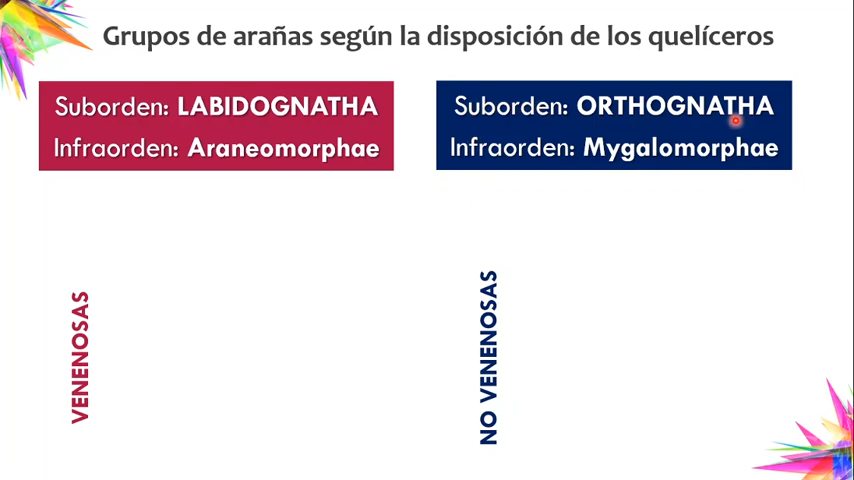 Grupos de arañas según la disposición de los quelíceros
Suborden: LABIDOGNATHA
Infraorden: Araneomorphae
Suborden: ORTHOGNATHA
Infraorden: Mygalomorphae
VENENOSAS
NO VENENOSAS